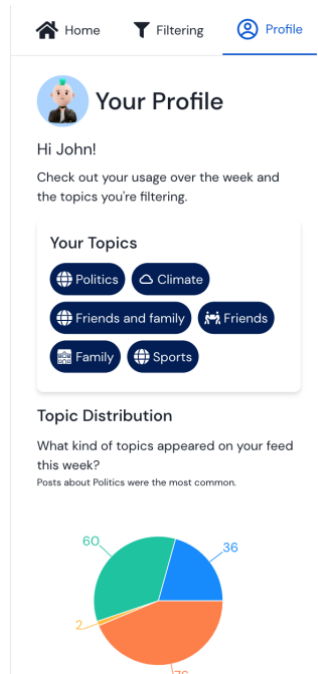 Home Filtering Profile
Your Profile
Hi John!
Check out your usage over the week and
the topics you're filtering.
Your Topics
Politics Climate
Friends and family Friends
Family Sports
Topic Distribution
What kind of topics appeared on your feed
this week?
Posts about Politics were the most common.
60
36
2
76